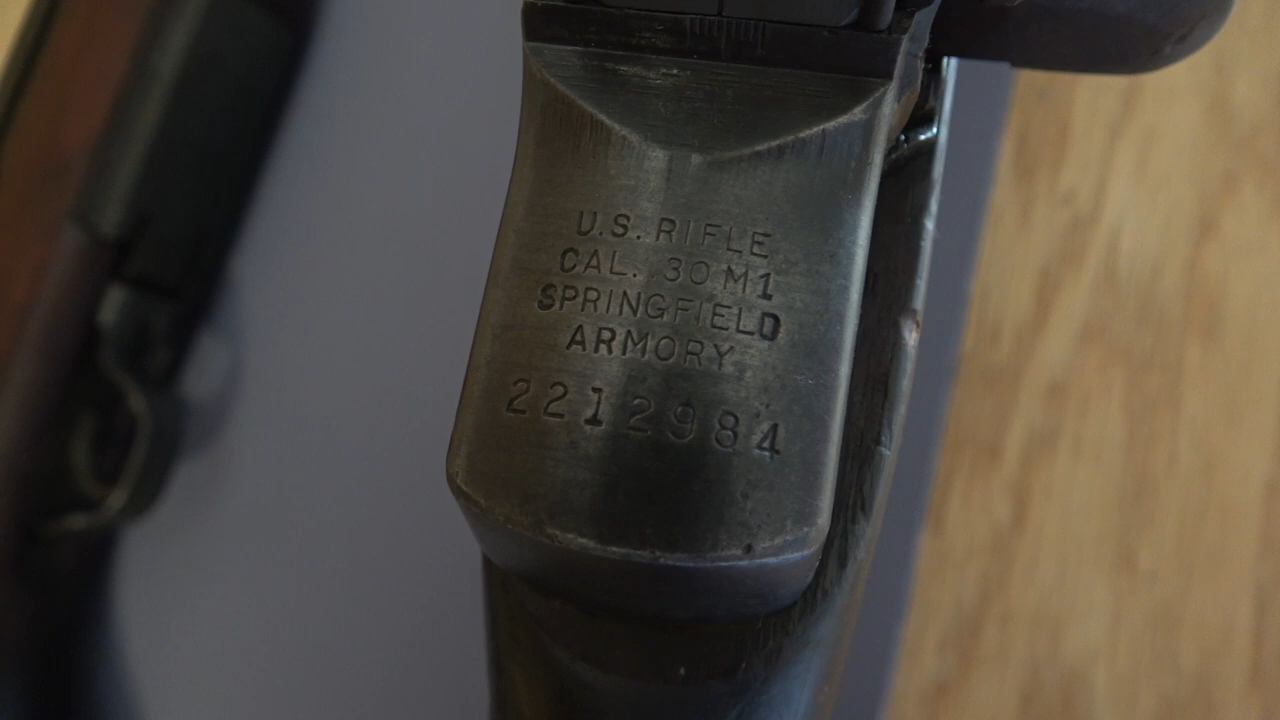 U.S. RIFLE
CAL. .30 M1
SPRINGFIELD
ARMORY
2212984